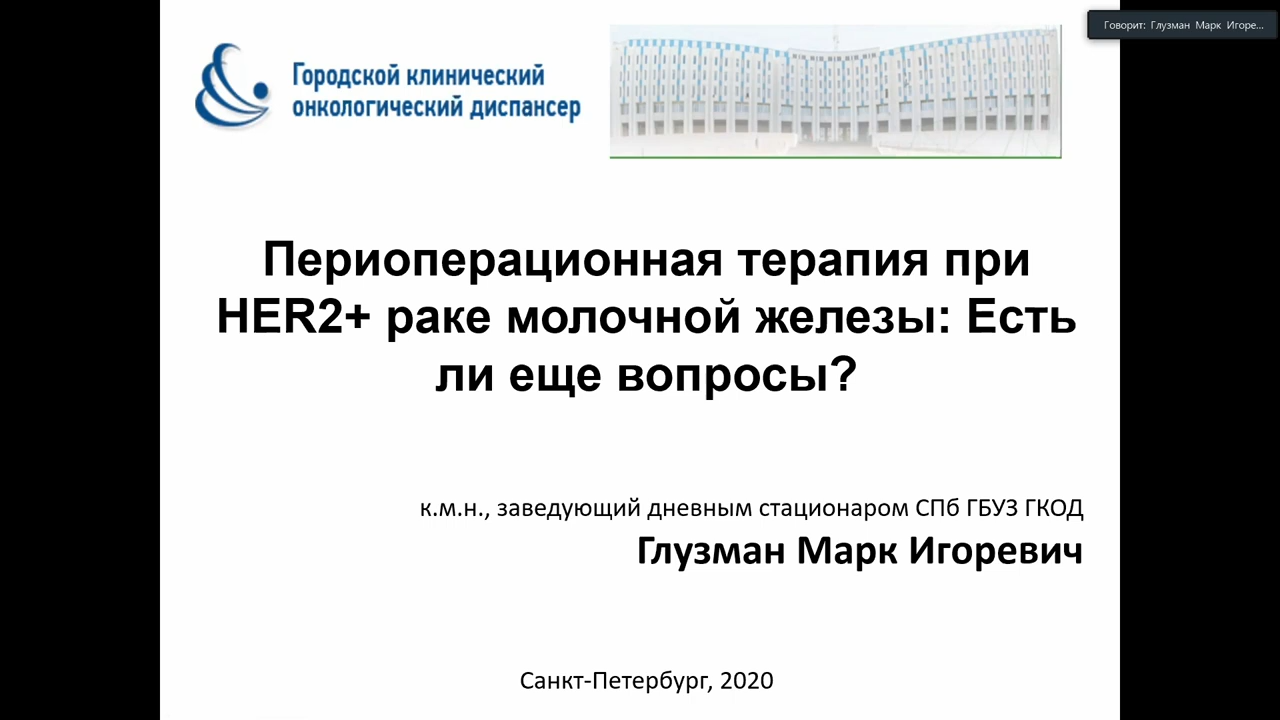 Говорит: Глузман Марк Игоре...
Городской клинический
онкологический диспансер
Периоперационная терапия при
HER2+ раке молочной железы: Есть
ли еще вопросы?
к.м.н., заведующий дневным стационаром СПб ГБУЗ ГКОД
Глузман Марк Игоревич
Санкт-Петербург, 2020